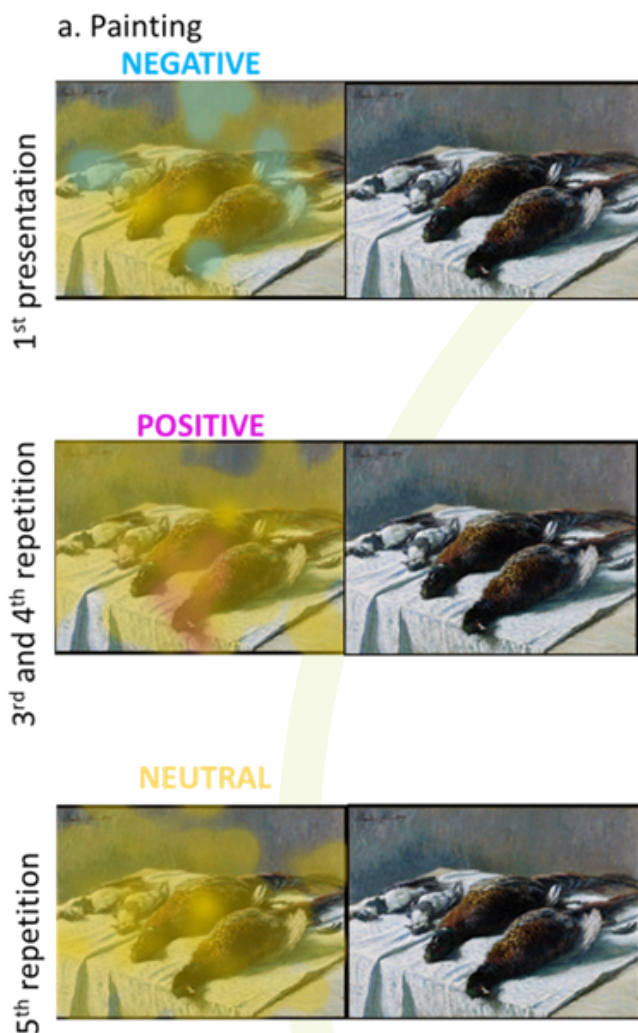 a. Painting
NEGATIVE
1st presentation
POSITIVE
3rd and 4th repetition
NEUTRAL
5th repetition